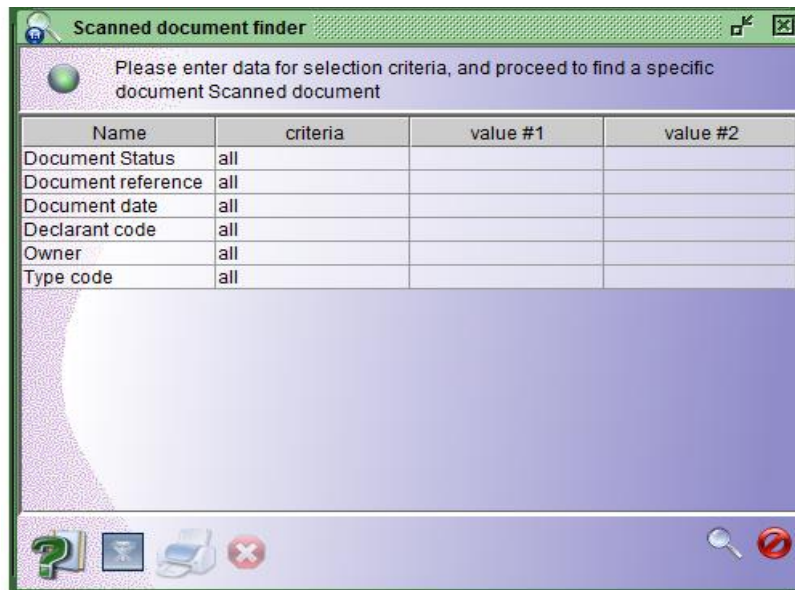 Scanned document finder
Please enter data for selection criteria, and proceed to find a specific
document Scanned document
Name criteria value #1 value #2
Document Status all
Document reference all
Document date all
Declarant code all
Owner all
Type code all